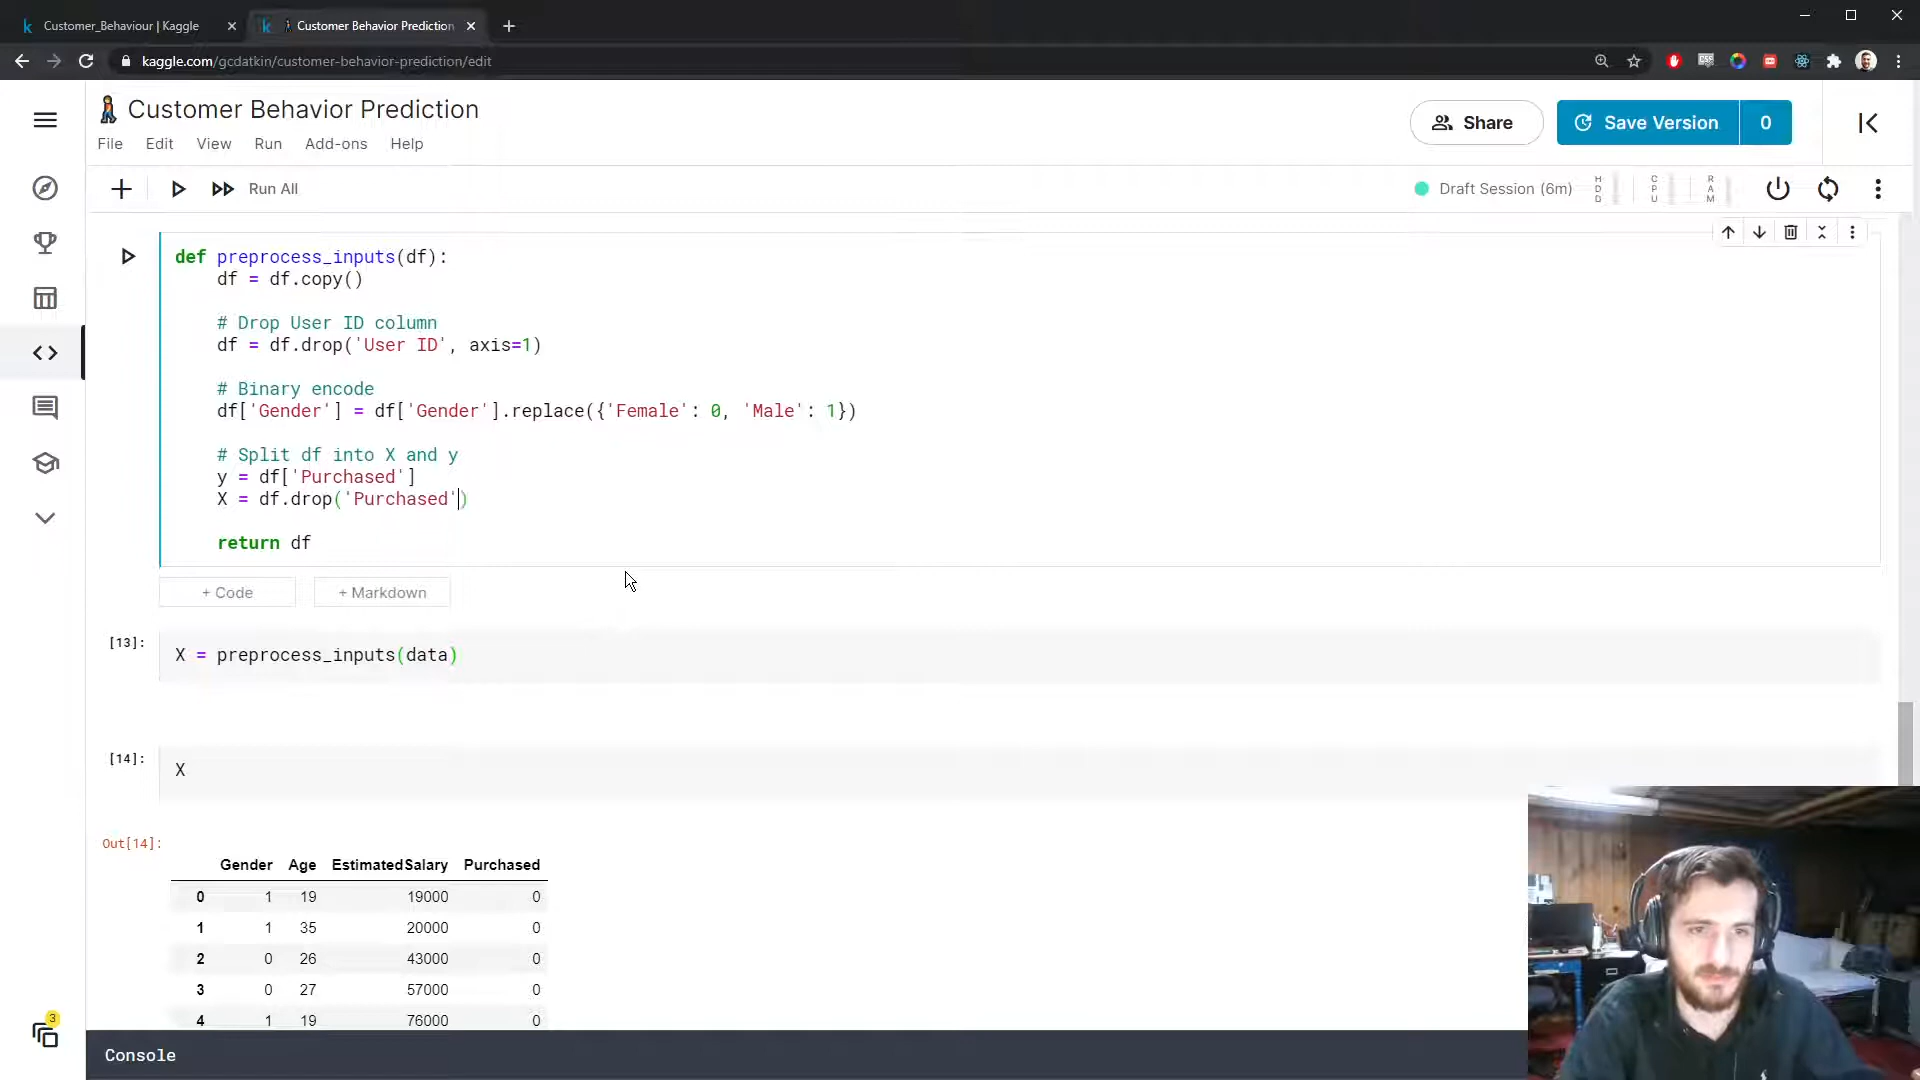 Customer_Behaviour | Kaggle
Customer Behavior Prediction
kaggle.com/gcdatkin/customer-behavior-prediction/edit
Customer Behavior Prediction
File Edit View Run Add-ons Help
Share
Save Version 0
Run All
Draft Session (6m)
HDD
CPU
RAM
def preprocess_inputs(df):
df = df.copy()
# Drop User ID column
df = df.drop('User ID', axis=1)
# Binary encode
df['Gender'] = df['Gender'].replace({'Female': 0, 'Male': 1})
# Split df into X and y
y = df['Purchased']
X = df.drop('Purchased')
return df
+ Code
+ Markdown
[13]:
X = preprocess_inputs(data)
[14]:
X
Out[14]:
Gender Age EstimatedSalary Purchased
0 1 19 19000 0
1 1 35 20000 0
2 0 26 43000 0
3 0 27 57000 0
4 1 19 76000 0
3
Console